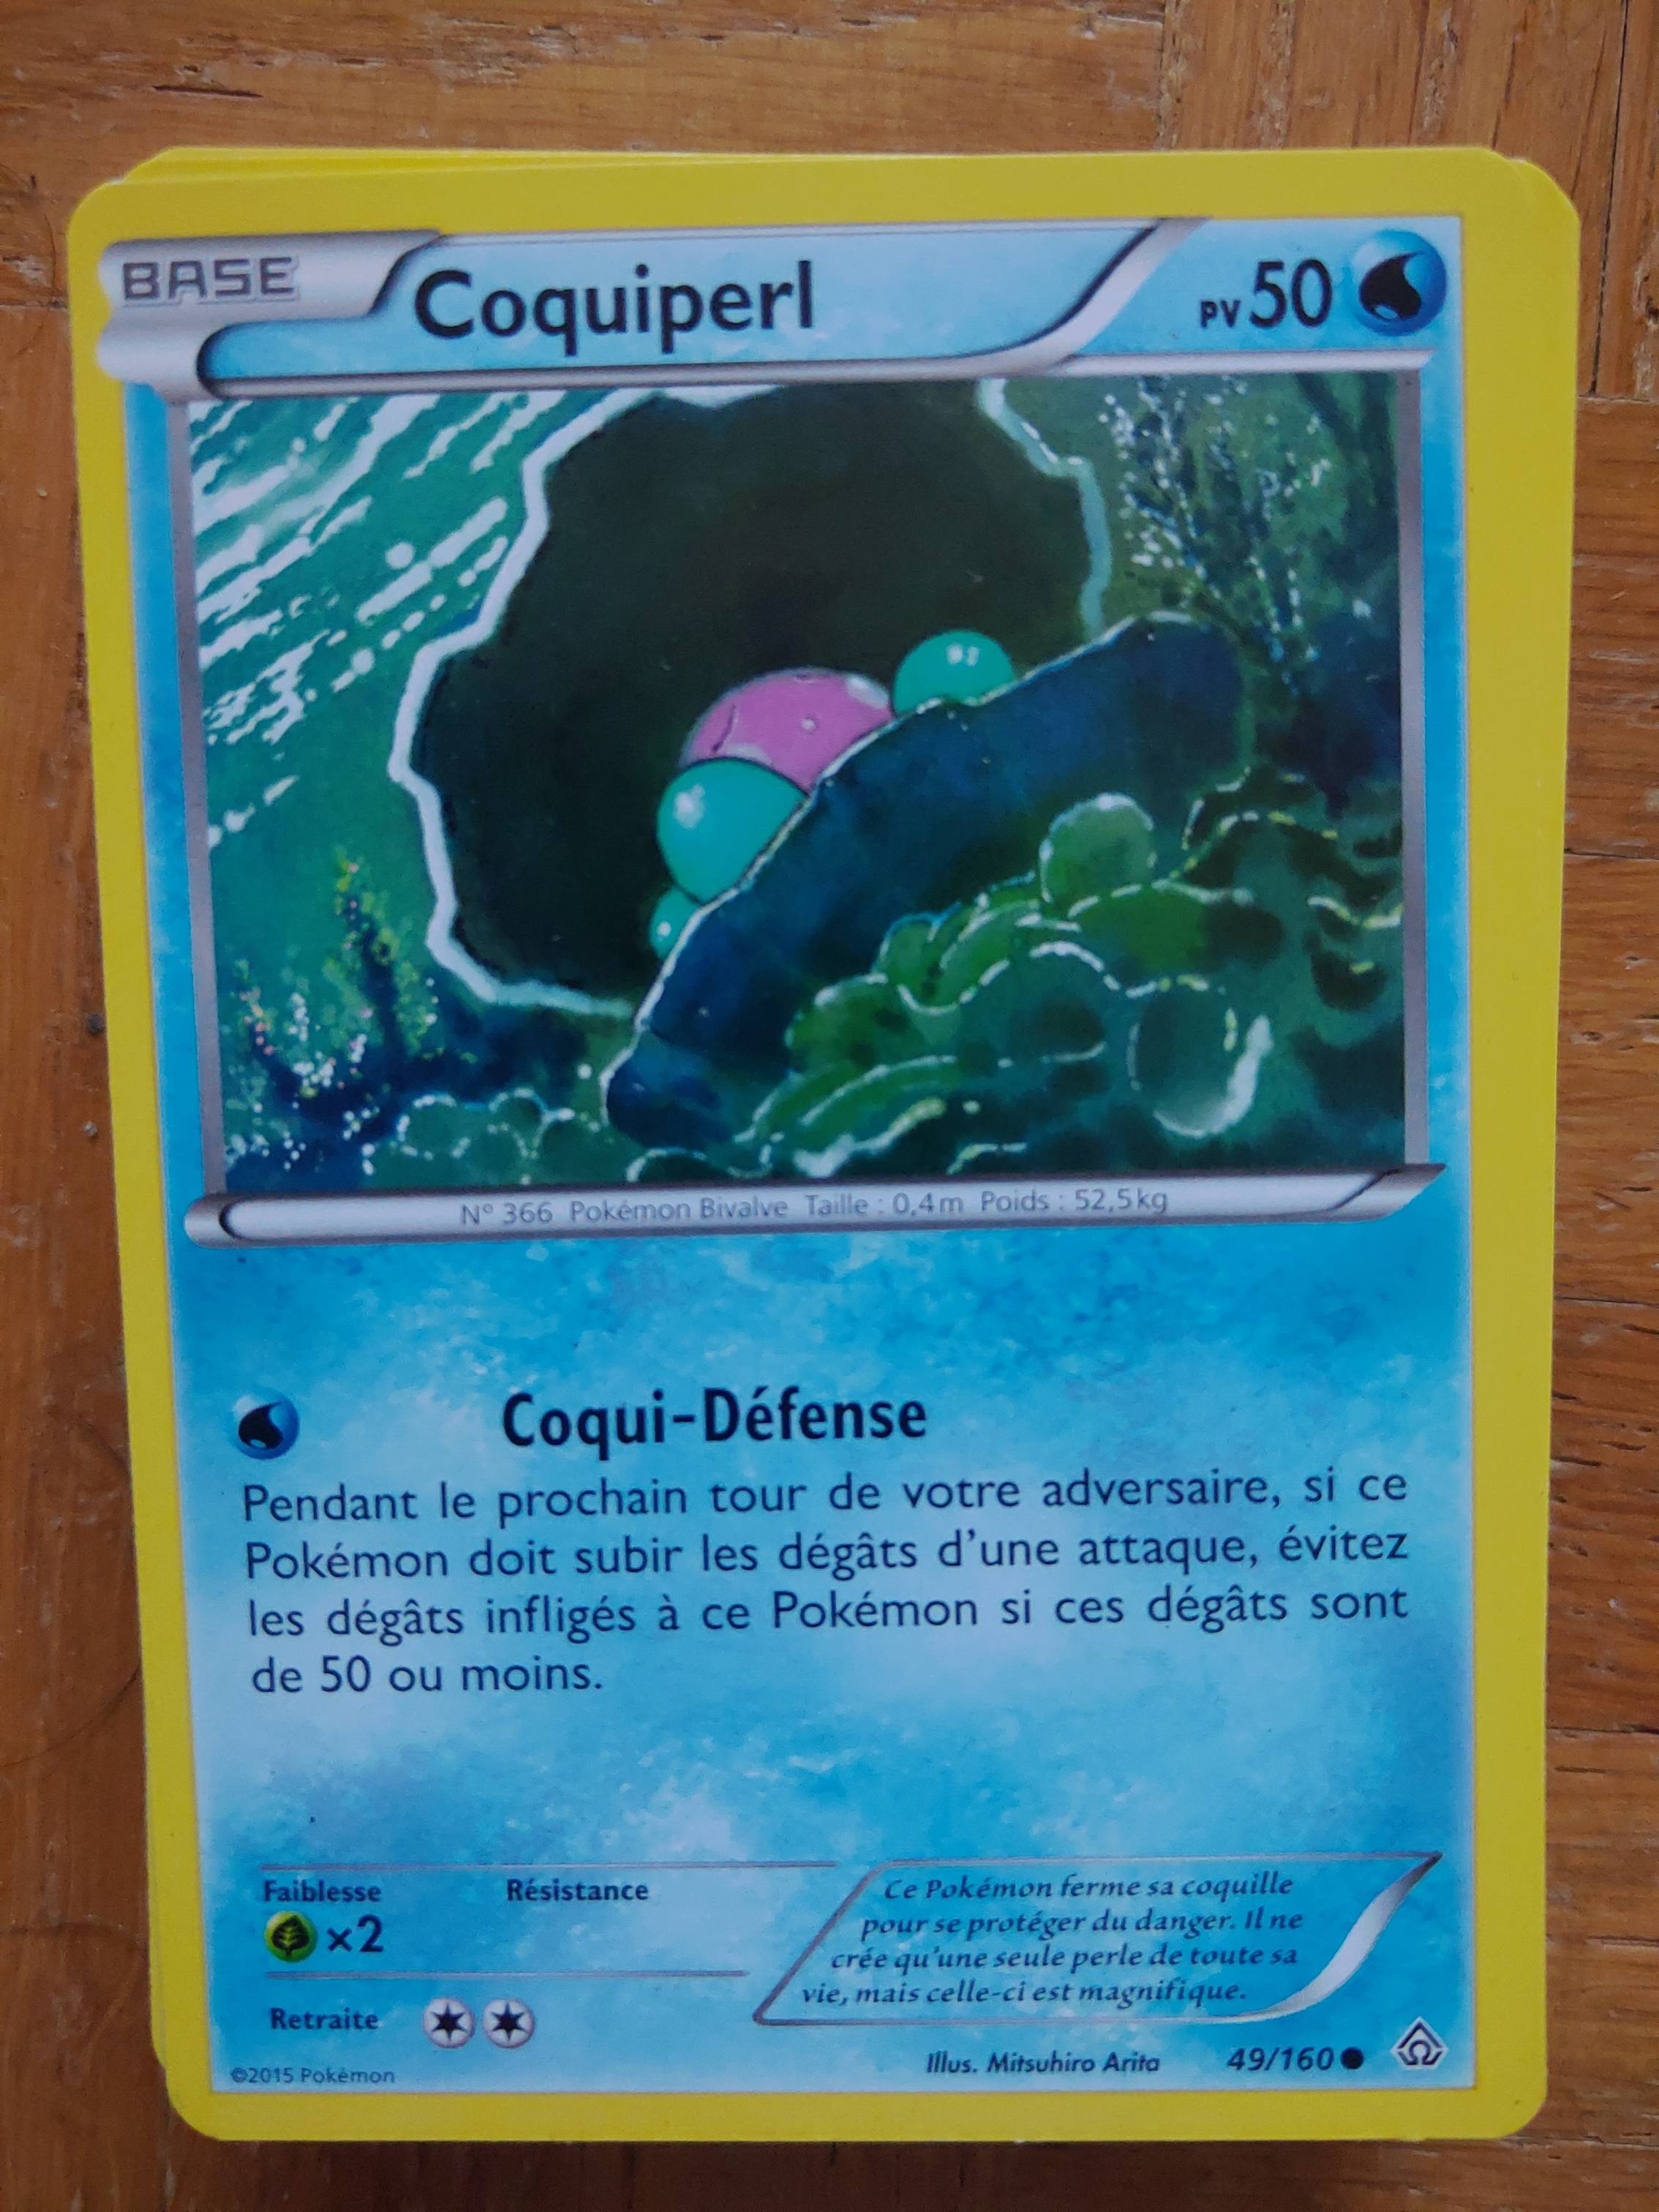 BASE Coquiperl PV 50
N° 366 Pokémon Bivalve Taille : 0,4m Poids : 52,5kg
Coqui-Défense
Pendant le prochain tour de votre adversaire, si ce
Pokémon doit subir les dégâts d'une attaque, évitez
les dégâts infligés à ce Pokémon si ces dégâts sont
de 50 ou moins.
Faiblesse Résistance
×2
Retraite
Ce Pokémon ferme sa coquille
pour se protéger du danger. Il ne
crée qu'une seule perle de toute sa
vie, mais celle-ci est magnifique.
Illus. Mitsuhiro Arita 49/160
©2015 Pokémon